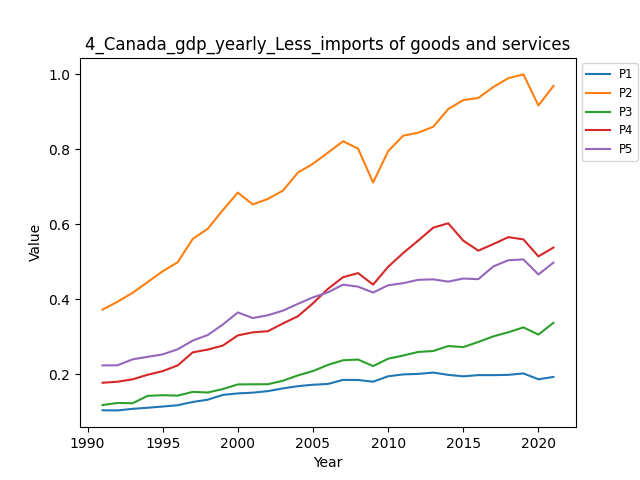 4_Canada_gdp_yearly_Less_imports of goods and services
1.0
0.8
0.6
0.4
0.2
Value
1990 1995 2000 2005 2010 2015 2020
Year
P1
P2
P3
P4
P5